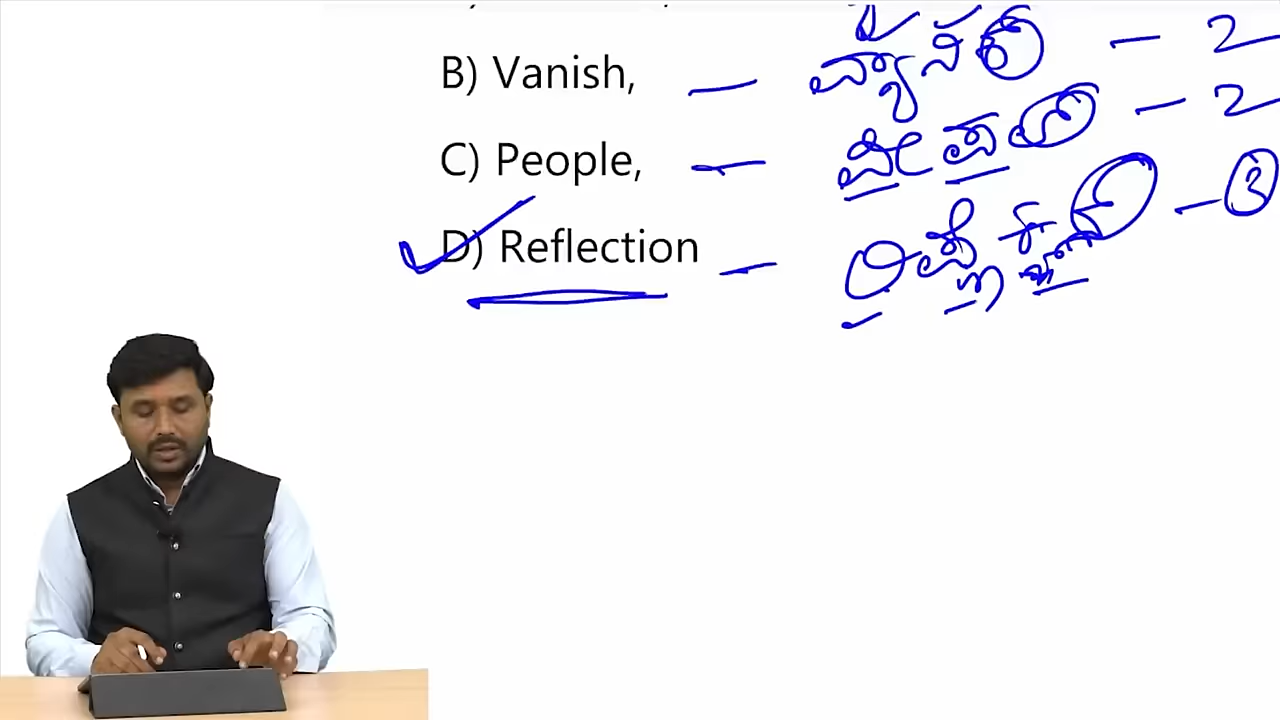 B) Vanish, — ವ್ಯಾನಿಶ್ — 2
C) People, — ಪೀಪಲ್ — 2
D) Reflection — ರಿಫ್ಲೆಕ್ಷನ್ — 3